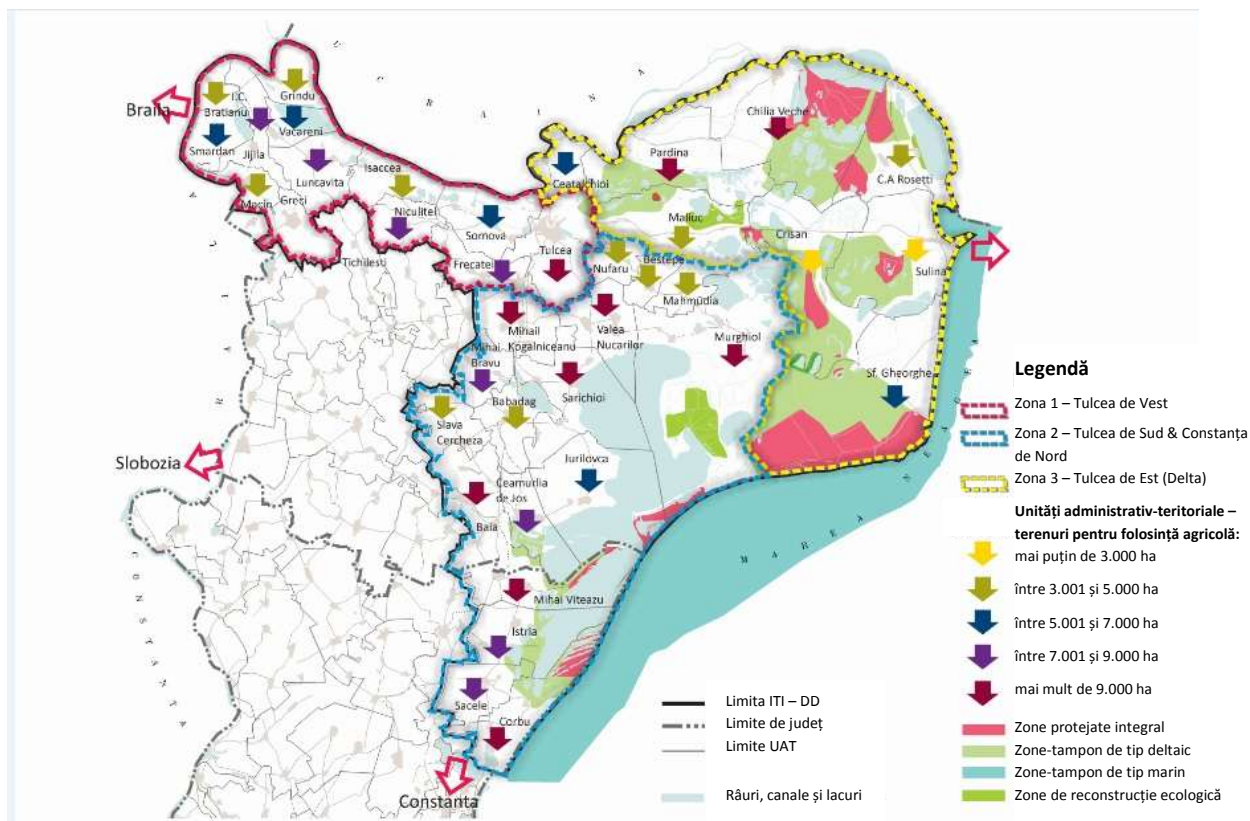 U C R A I N A
Braila
I.C.
Bratianu
Grindu
Vacareni
Smardan
Jijila
Luncavita
Isaccea
Macin
Greci
Niculitel
Somova
Tichilesti
Frecatei
Tulcea
Ceatalchioi
Pardina
Chilia Veche
C.A Rosetti
Maliuc
Crisan
Sulina
Nufaru
Bestepe
Mahmudia
Mihail
Kogalniceanu
Valea
Nucarilor
Murghiol
Mihai
Bravu
Sarichioi
Babadag
Sf. Gheorghe
Slava
Cercheza
Slobozia
Jurilovca
Ceamurlia
de Jos
Baia
Mihai Viteazu
Istria
Sacele
Corbu
Constanta
C O N S T A N T A
M A R E A
N E A G R A
Legendă
Zona 1 – Tulcea de Vest
Zona 2 – Tulcea de Sud & Constanța
de Nord
Zona 3 – Tulcea de Est (Delta)
Unități administrativ-teritoriale –
terenuri pentru folosință agricolă:
mai puțin de 3.000 ha
între 3.001 și 5.000 ha
între 5.001 și 7.000 ha
între 7.001 și 9.000 ha
mai mult de 9.000 ha
Limita ITI – DD
Limite de județ
Limite UAT
Râuri, canale și lacuri
Zone protejate integral
Zone-tampon de tip deltaic
Zone-tampon de tip marin
Zone de reconstrucție ecologică